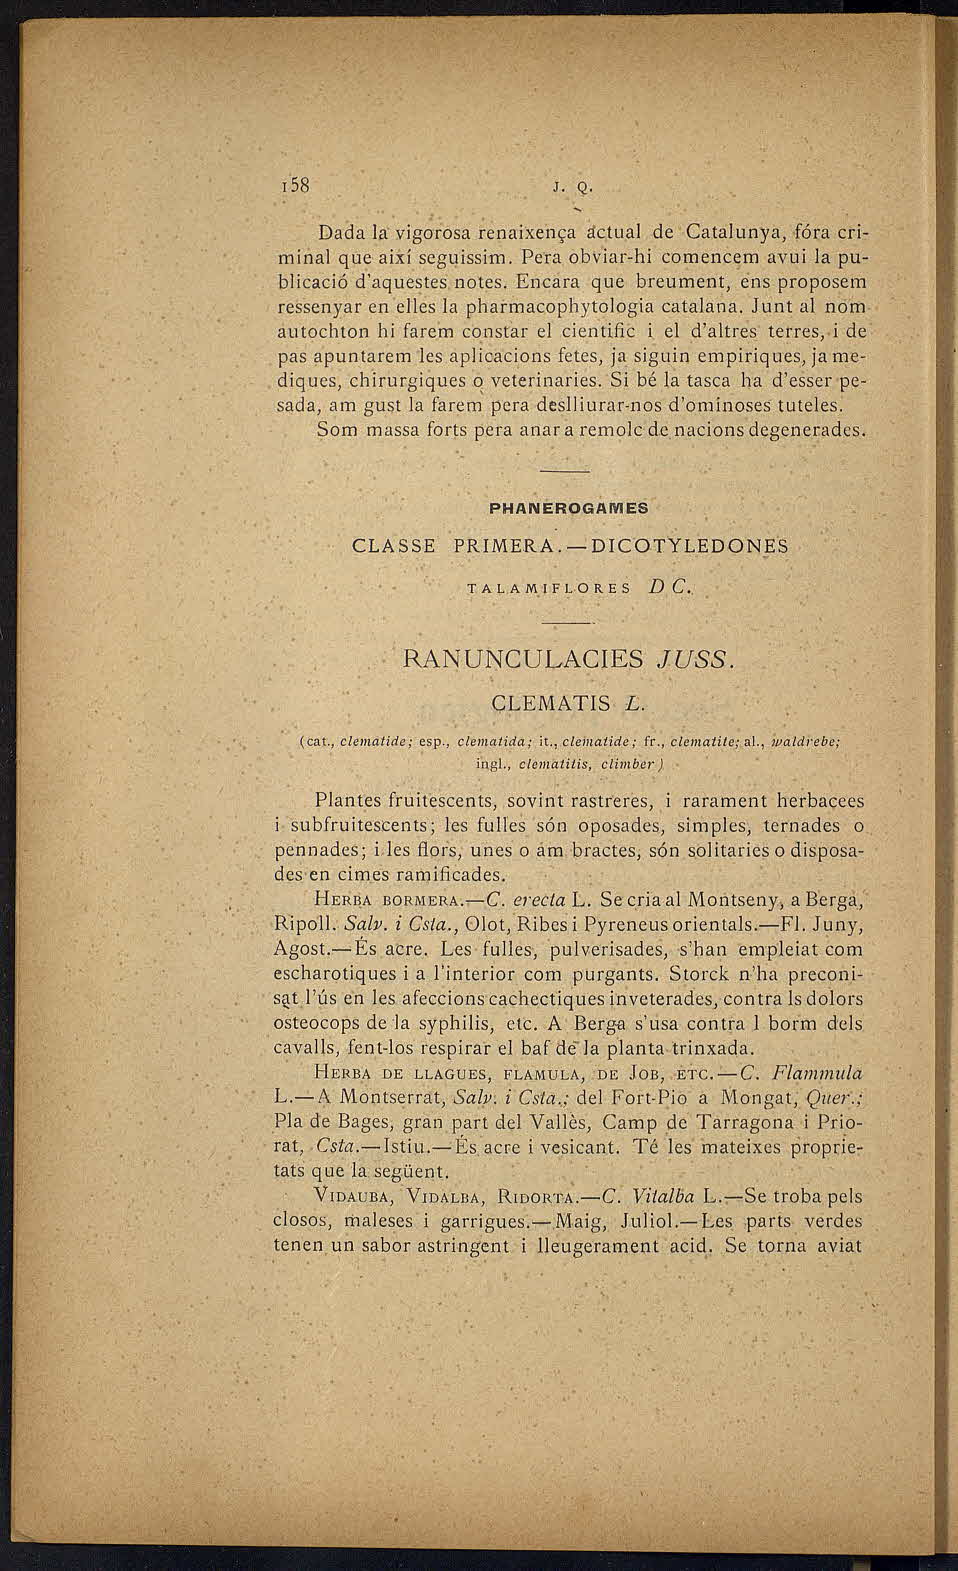 158
J. Q.
Dada la vigorosa renaixença actual de Catalunya, fóra cri-
minal que així seguissim. Pera obviar-hi comencem avui la pu-
blicació d'aquestes notes. Encara que breument, ens proposem
ressenyar en elles la pharmacophytologia catalana. Junt al nom
autochton hi farem constar el cientific i el d'altres terres, i de
pas apuntarem les aplicacions fetes, ja siguin empiriques, ja me-
diques, chirurgiques o veterinaries. Si bé la tasca ha d'esser pe-
sada, am gust la farem pera deslliurar-nos d'ominoses tuteles.
Som massa forts pera anar a remolc de nacions degenerades.
PHANEROGAMES
CLASSE PRIMERA.—DICOTYLEDONES
TALAMIFLORES D C.
RANUNCULACIES JUSS.
CLEMATIS L.
(cat., clematide; esp., clematida; it., clematide; fr., clematite; al., waldrebe;
ingl., clematitis, climber)
Plantes fruitescents, sovint rastreres, i rarament herbacees
i subfruitescents; les fulles són oposades, simples, ternades o
pennades; i les flors, unes o am bractes, són solitaries o disposa-
des en cimes ramificades.
HERBA BORMERA.—C. erecta L. Se cria al Montseny, a Berga,
Ripoll. Salv. i Csta., Olot, Ribes i Pyreneus orientals.—Fl. Juny,
Agost.—És acre. Les fulles, pulverisades, s'han empleiat com
escharotiques i a l'interior com purgants. Storck n'ha preconi-
sat l'ús en les afeccions cachectiques inveterades, contra ls dolors
osteocops de la syphilis, etc. A Berga s'usa contra l borm dels
cavalls, fent-los respirar el baf de la planta trinxada.
HERBA DE LLAGUES, FLAMULA, DE JOB, ETC.—C. Flammula
L.—A Montserrat, Salv. i Csta.; del Fort-Pio a Mongat, Quer.;
Pla de Bages, gran part del Vallès, Camp de Tarragona i Prio-
rat, Csta.—Istiu.—És acre i vesicant. Té les mateixes proprie-
tats que la següent.
VIDAUBA, VIDALBA, RIDORTA.—C. Vitalba L.—Se troba pels
closos, maleses i garrigues.—Maig, Juliol.—Les parts verdes
tenen un sabor astringent i lleugerament acid. Se torna aviat